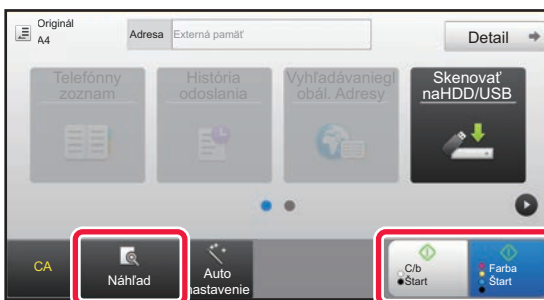 Originál
A4
Adresa
Externá pamäť
Detail
Telefónny
zoznam
História
odoslania
Vyhľadávaniegl
obál. Adresy
Skenovať
naHDD/USB
CA
Náhľad
Auto
nastavenie
C/b
Štart
Farba
Štart